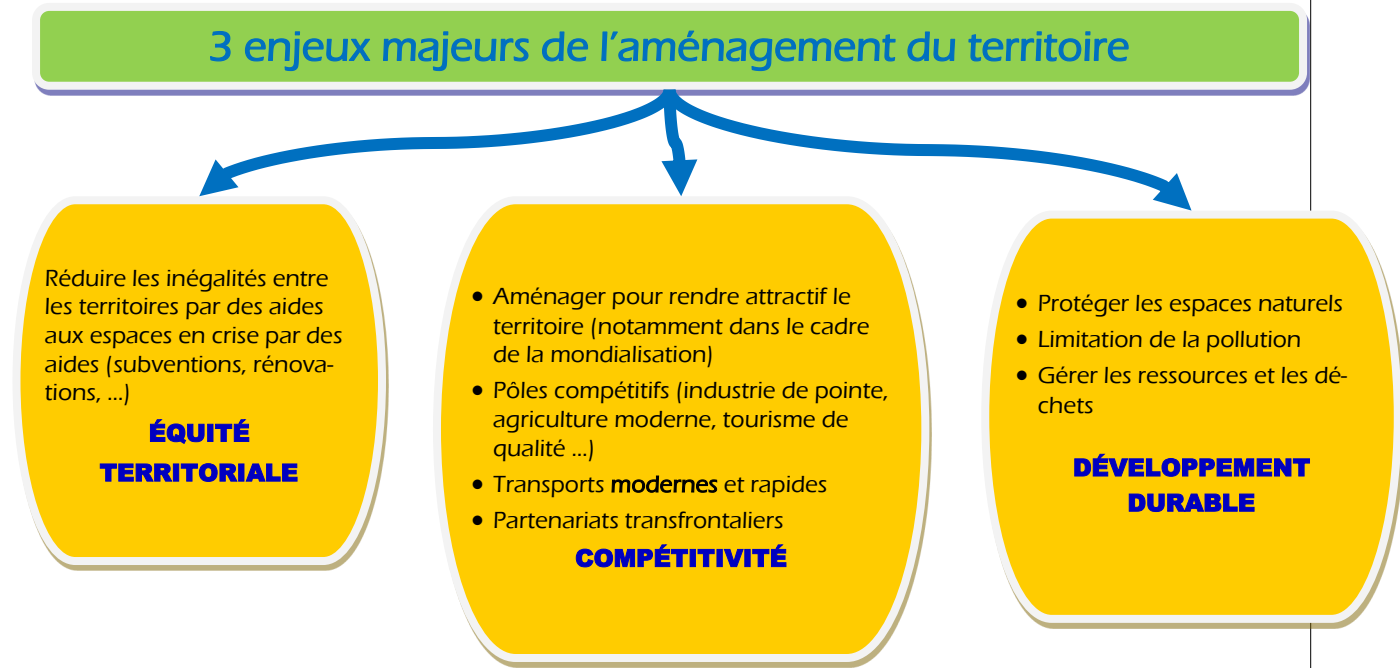 3 enjeux majeurs de l'aménagement du territoire
Réduire les inégalités entre
les territoires par des aides
aux espaces en crise par des
aides (subventions, rénova-
tions, ...)
ÉQUITÉ
TERRITORIALE
• Aménager pour rendre attractif le
territoire (notamment dans le cadre
de la mondialisation)
• Pôles compétitifs (industrie de pointe,
agriculture moderne, tourisme de
qualité ...)
• Transports modernes et rapides
• Partenariats transfrontaliers
COMPÉTITIVITÉ
• Protéger les espaces naturels
• Limitation de la pollution
• Gérer les ressources et les dé-
chets
DÉVELOPPEMENT
DURABLE